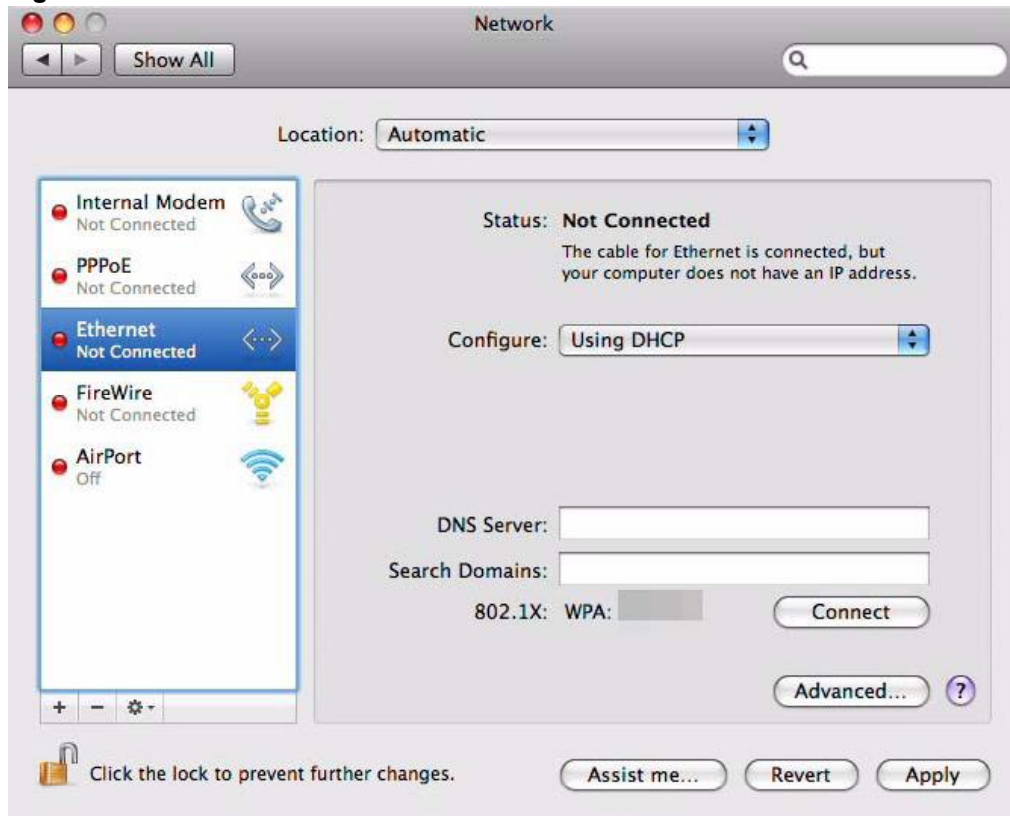 Network
Show All
Location: Automatic
Internal Modem
Not Connected
PPPoE
Not Connected
Ethernet
Not Connected
FireWire
Not Connected
AirPort
Off
Status: Not Connected
The cable for Ethernet is connected, but
your computer does not have an IP address.
Configure: Using DHCP
DNS Server:
Search Domains:
802.1X: WPA:
Connect
Advanced... ?
+ −
Click the lock to prevent further changes.
Assist me... Revert Apply